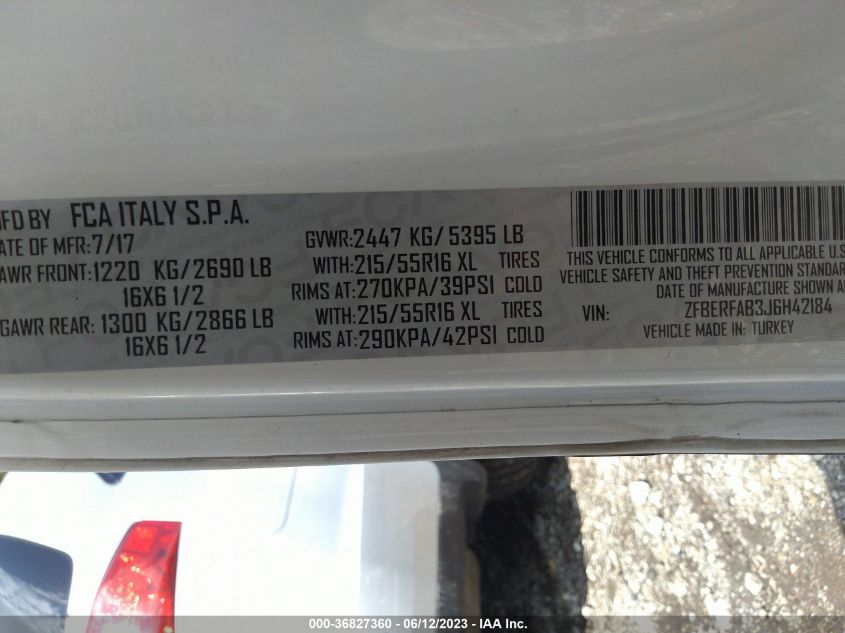 MFD BY FCA ITALY S.P.A.
DATE OF MFR: 7/17
GAWR FRONT: 1220 KG/2690 LB
16X6 1/2
GAWR REAR: 1300 KG/2866 LB
16X6 1/2
GVWR: 2447 KG/ 5395 LB
WITH: 215/55R16 XL TIRES
RIMS AT: 270KPA/39PSI COLD
WITH: 215/55R16 XL TIRES
RIMS AT: 290KPA/42PSI COLD
THIS VEHICLE CONFORMS TO ALL APPLICABLE U.S
VEHICLE SAFETY AND THEFT PREVENTION STANDAR
DATE OF MANUFACTURE SHOWN A
VIN: ZFBERFAB3J6H42184
VEHICLE MADE IN: TURKEY
000-36827360 - 06/12/2023 - IAA Inc.